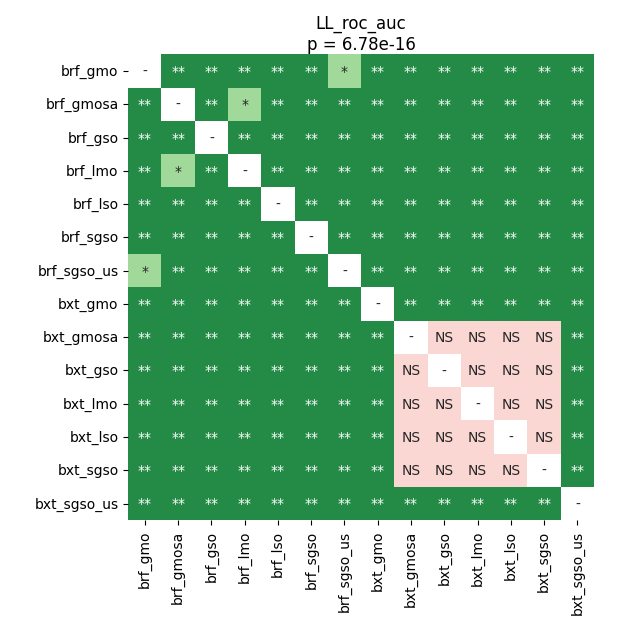 LL_roc_auc
p = 6.78e-16
brf_gmo - ** ** ** ** ** * ** ** ** ** ** ** **
brf_gmosa ** - ** * ** ** ** ** ** ** ** ** ** **
brf_gso ** ** - ** ** ** ** ** ** ** ** ** ** **
brf_lmo ** * ** - ** ** ** ** ** ** ** ** ** **
brf_lso ** ** ** ** - ** ** ** ** ** ** ** ** **
brf_sgso ** ** ** ** ** - ** ** ** ** ** ** ** **
brf_sgso_us * ** ** ** ** ** - ** ** ** ** ** ** **
bxt_gmo ** ** ** ** ** ** ** - ** ** ** ** ** **
bxt_gmosa ** ** ** ** ** ** ** ** - NS NS NS NS **
bxt_gso ** ** ** ** ** ** ** ** NS - NS NS NS **
bxt_lmo ** ** ** ** ** ** ** ** NS NS - NS NS **
bxt_lso ** ** ** ** ** ** ** ** NS NS NS - NS **
bxt_sgso ** ** ** ** ** ** ** ** NS NS NS NS - **
bxt_sgso_us ** ** ** ** ** ** ** ** ** ** ** ** ** -
brf_gmo
brf_gmosa
brf_gso
brf_lmo
brf_lso
brf_sgso
brf_sgso_us
bxt_gmo
bxt_gmosa
bxt_gso
bxt_lmo
bxt_lso
bxt_sgso
bxt_sgso_us